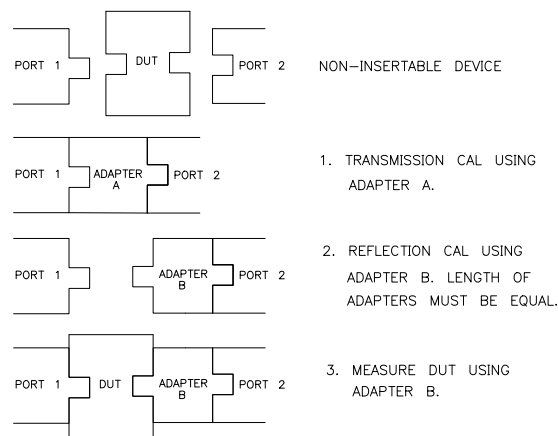 PORT 1
DUT
PORT 2
NON–INSERTABLE DEVICE
PORT 1
ADAPTER
A
PORT 2
1. TRANSMISSION CAL USING
ADAPTER A.
PORT 1
ADAPTER
B
PORT 2
2. REFLECTION CAL USING
ADAPTER B. LENGTH OF
ADAPTERS MUST BE EQUAL.
PORT 1
DUT
ADAPTER
B
PORT 2
3. MEASURE DUT USING
ADAPTER B.